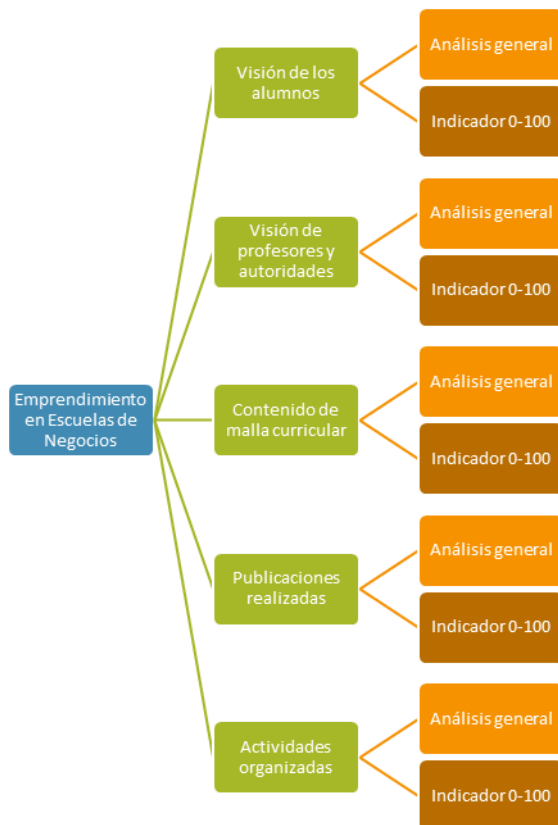 Visión de los
alumnos
Análisis general
Indicador 0-100
Visión de
profesores y
autoridades
Análisis general
Indicador 0-100
Emprendimiento
en Escuelas de
Negocios
Contenido de
malla curricular
Análisis general
Indicador 0-100
Publicaciones
realizadas
Análisis general
Indicador 0-100
Actividades
organizadas
Análisis general
Indicador 0-100